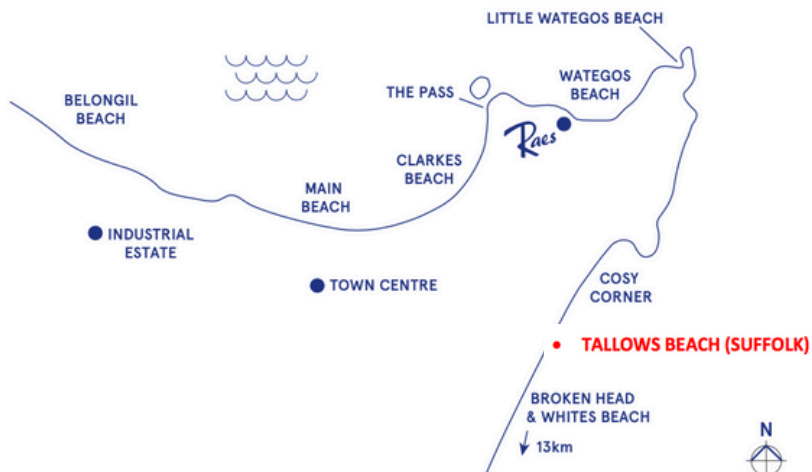 LITTLE WATEGOS BEACH
WATEGOS
BEACH
THE PASS
BELONGIL
BEACH
Raes
CLARKES
BEACH
MAIN
BEACH
INDUSTRIAL
ESTATE
TOWN CENTRE
COSY
CORNER
TALLOWS BEACH (SUFFOLK)
BROKEN HEAD
& WHITES BEACH
13km
N